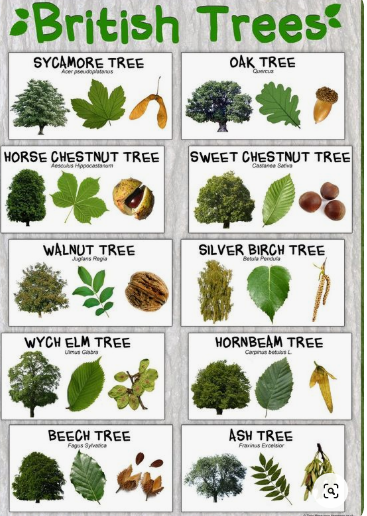 British Trees
SYCAMORE TREE
Acer pseudoplatanus
OAK TREE
Quercus
HORSE CHESTNUT TREE
Aesculus Hippocastanum
SWEET CHESTNUT TREE
Castanea Sativa
WALNUT TREE
Juglans Regia
SILVER BIRCH TREE
Betula Pendula
WYCH ELM TREE
Ulmus Glabra
HORNBEAM TREE
Carpinus betulus L.
BEECH TREE
Fagus Sylvatica
ASH TREE
Fraxinus Excelsior